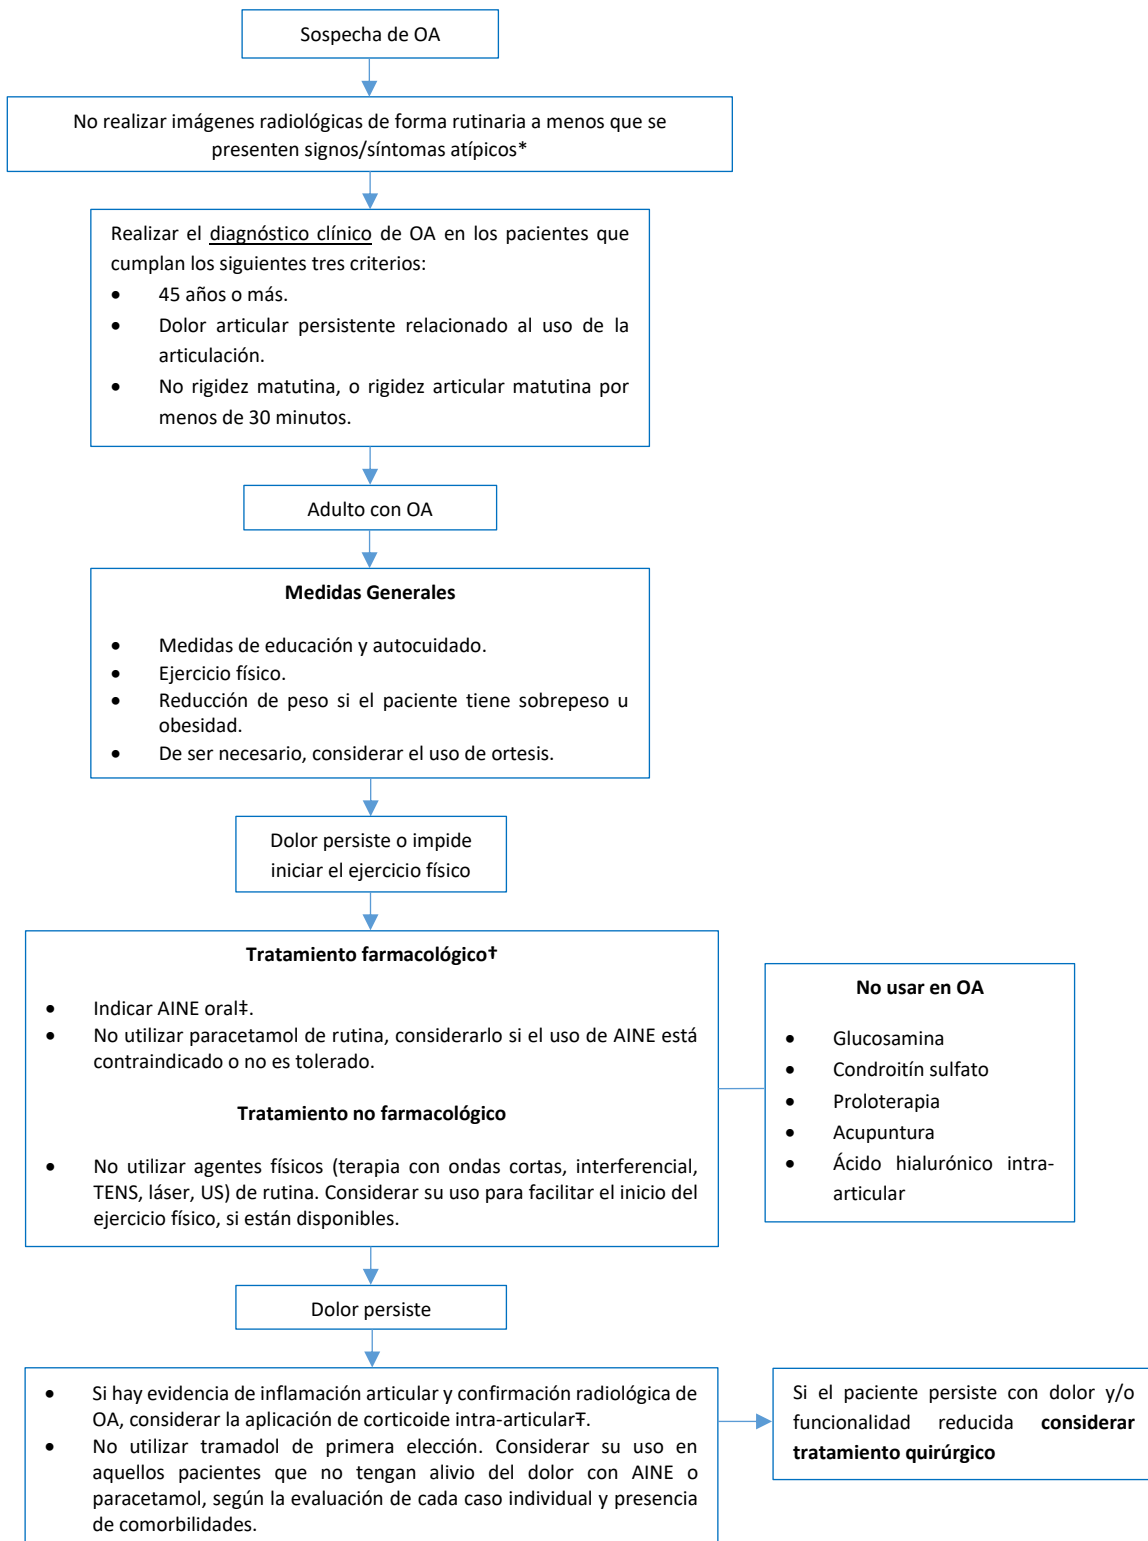 Sospecha de OA
No realizar imágenes radiológicas de forma rutinaria a menos que se
presenten signos/síntomas atípicos*
Realizar el diagnóstico clínico de OA en los pacientes que
cumplan los siguientes tres criterios:
• 45 años o más.
• Dolor articular persistente relacionado al uso de la
articulación.
• No rigidez matutina, o rigidez articular matutina por
menos de 30 minutos.
Adulto con OA
Medidas Generales
• Medidas de educación y autocuidado.
• Ejercicio físico.
• Reducción de peso si el paciente tiene sobrepeso u
obesidad.
• De ser necesario, considerar el uso de ortesis.
Dolor persiste o impide
iniciar el ejercicio físico
Tratamiento farmacológico†
• Indicar AINE oral‡.
• No utilizar paracetamol de rutina, considerarlo si el uso de AINE está
contraindicado o no es tolerado.
Tratamiento no farmacológico
• No utilizar agentes físicos (terapia con ondas cortas, interferencial,
TENS, láser, US) de rutina. Considerar su uso para facilitar el inicio del
ejercicio físico, si están disponibles.
No usar en OA
• Glucosamina
• Condroitín sulfato
• Proloterapia
• Acupuntura
• Ácido hialurónico intra-
articular
Dolor persiste
• Si hay evidencia de inflamación articular y confirmación radiológica de
OA, considerar la aplicación de corticoide intra-articular₮.
• No utilizar tramadol de primera elección. Considerar su uso en
aquellos pacientes que no tengan alivio del dolor con AINE o
paracetamol, según la evaluación de cada caso individual y presencia
de comorbilidades.
Si el paciente persiste con dolor y/o
funcionalidad reducida considerar
tratamiento quirúrgico